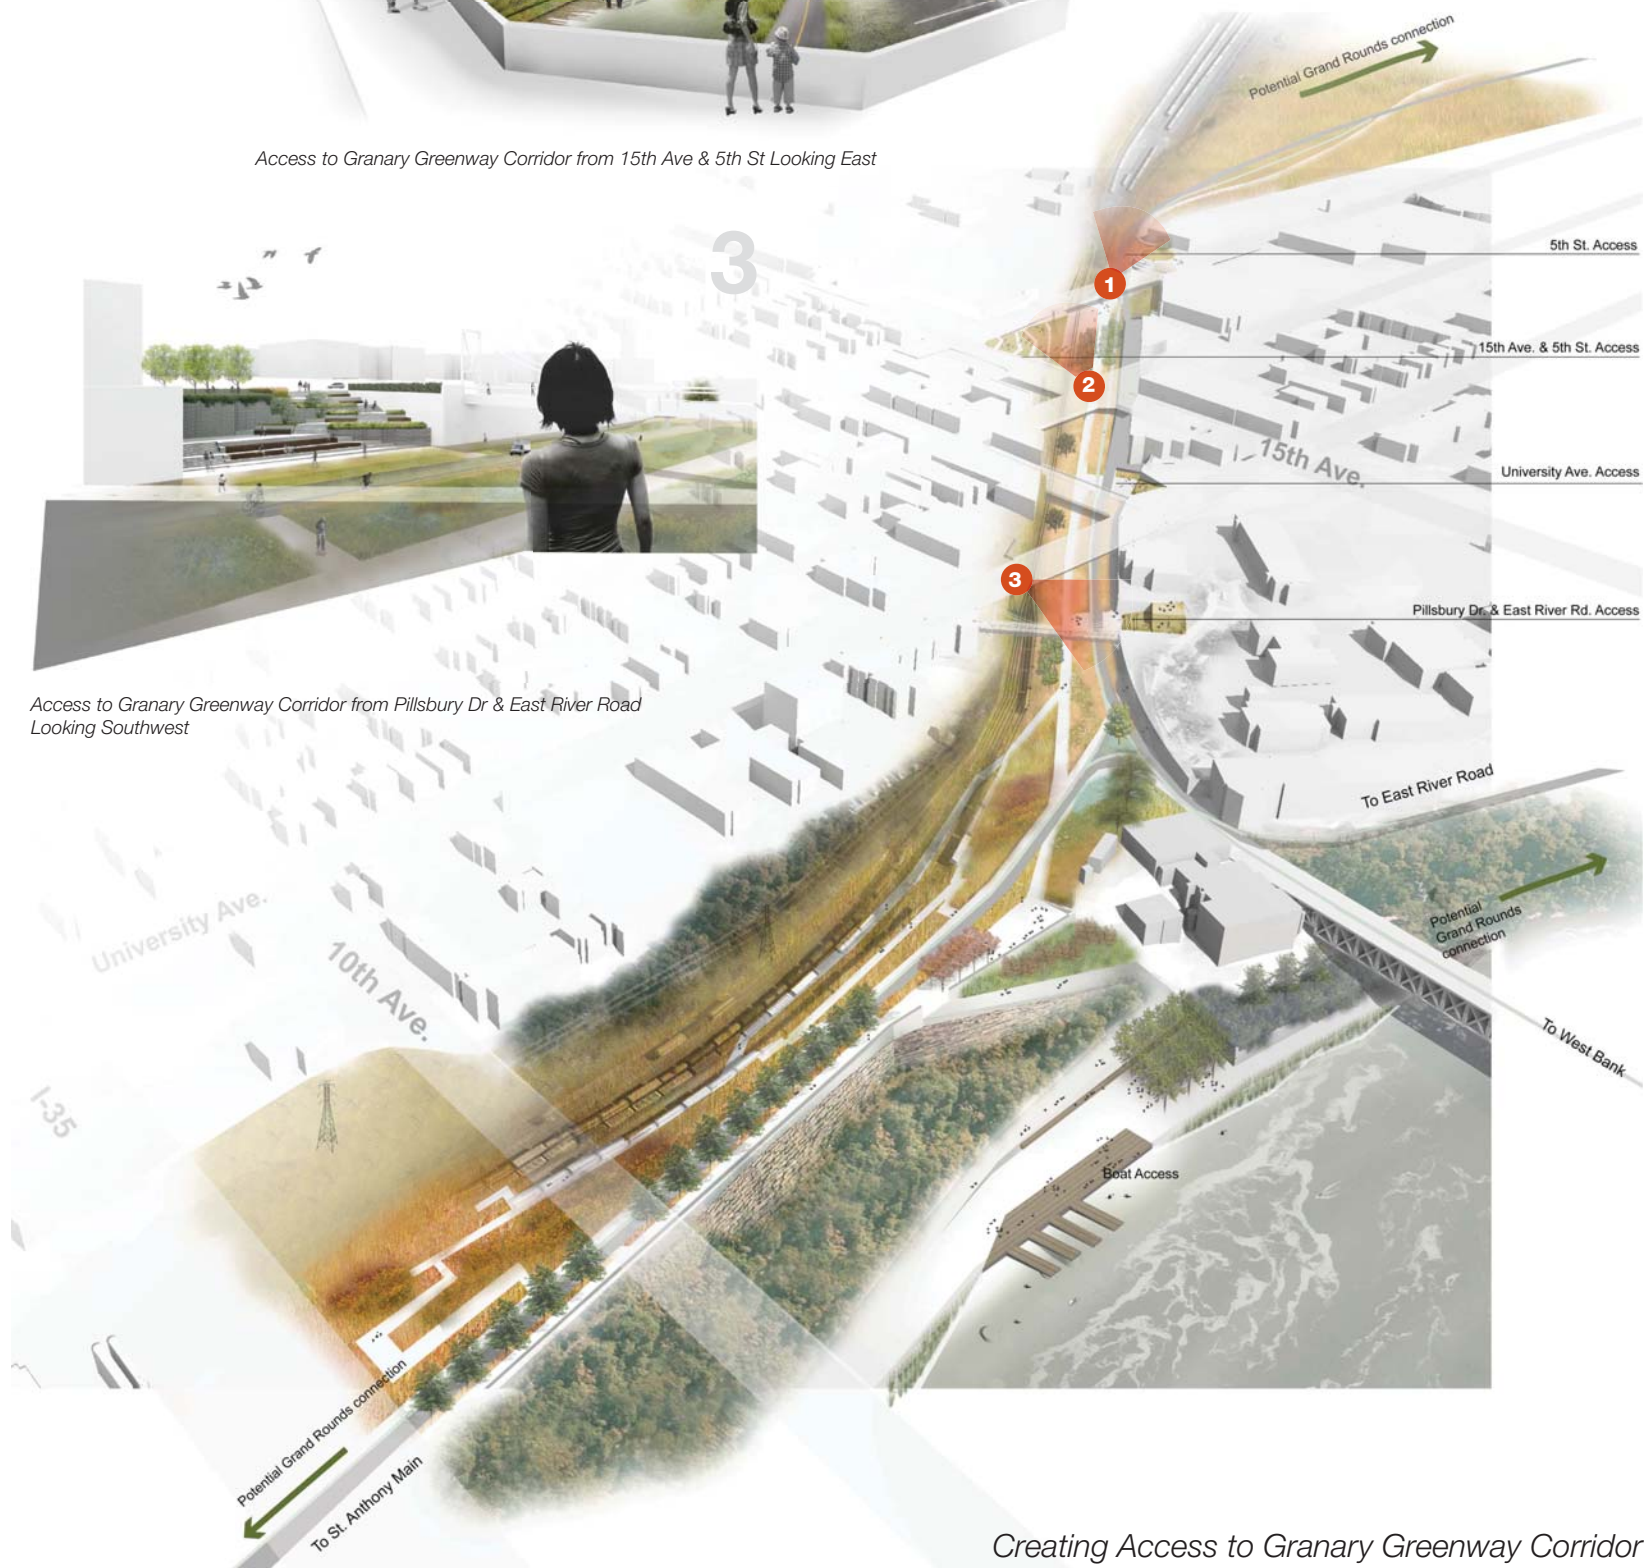 Potential Grand Rounds connection
Access to Granary Greenway Corridor from 15th Ave & 5th St Looking East
3
5th St. Access
1
15th Ave. & 5th St. Access
2
15th Ave.
University Ave. Access
3
Pillsbury Dr. & East River Rd. Access
Access to Granary Greenway Corridor from Pillsbury Dr & East River Road
Looking Southwest
To East River Road
University Ave.
10th Ave.
Potential
Grand Rounds
connection
To West Bank
I-35
Boat Access
Potential Grand Rounds connection
To St. Anthony Main
Creating Access to Granary Greenway Corridor